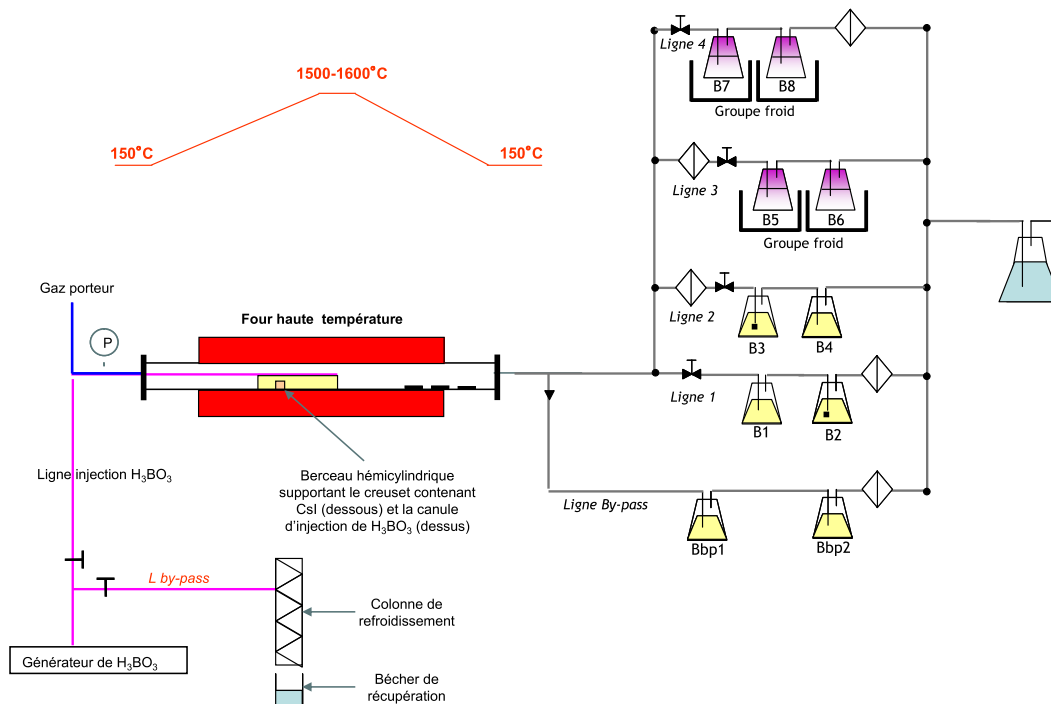 Ligne 4
B7
B8
Groupe froid
1500-1600°C
150°C
150°C
Ligne 3
B5
B6
Groupe froid
Gaz porteur
P
Four haute température
Ligne 2
B3
B4
Ligne 1
B1
B2
Ligne injection H₃BO₃
Berceau hémicylindrique
supportant le creuset contenant
CsI (dessous) et la canule
d'injection de H₃BO₃ (dessus)
Ligne By-pass
Bbp1
Bbp2
L by-pass
Colonne de
refroidissement
Générateur de H₃BO₃
Bécher de
récupération